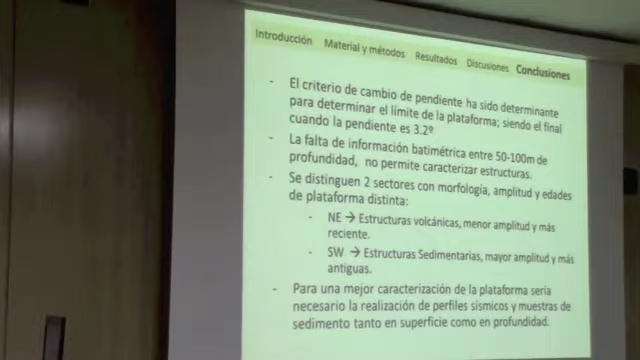 Introducción Material y métodos Resultados Discusiones Conclusiones
- El criterio de cambio de pendiente ha sido determinante
para determinar el límite de la plataforma; siendo el final
cuando la pendiente es 3.2º
- La falta de información batimétrica entre 50-100m de
profundidad, no permite caracterizar estructuras.
- Se distinguen 2 sectores con morfología, amplitud y edades
de plataforma distinta:
- NE → Estructuras volcánicas, menor amplitud y más
reciente.
- SW → Estructuras Sedimentarias, mayor amplitud y más
antiguas.
- Para una mejor caracterización de la plataforma sería
necesario la realización de perfiles sísmicos y muestras de
sedimento tanto en superficie como en profundidad.